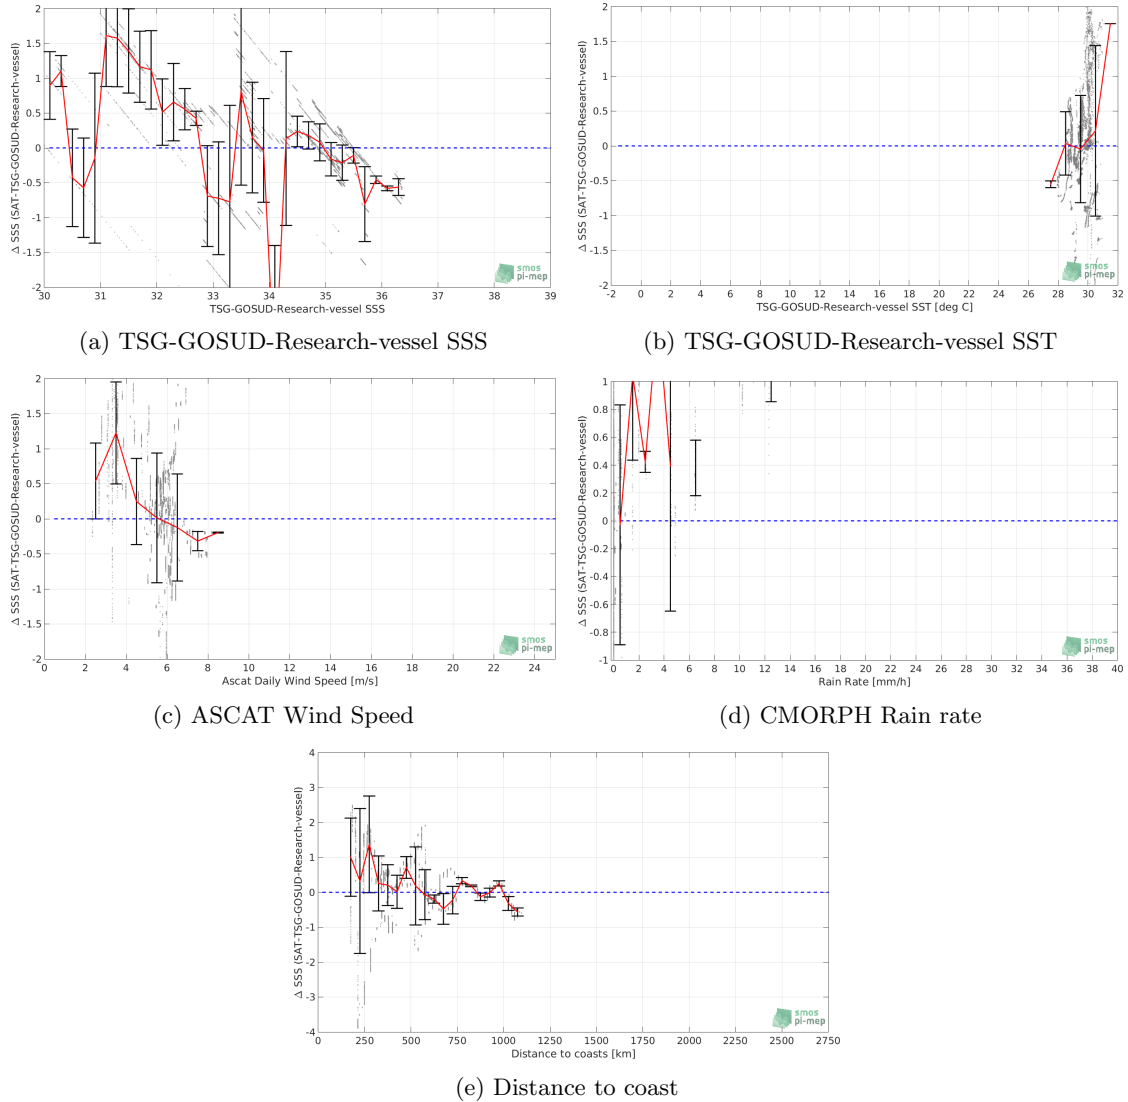 Δ SSS (SAT-TSG-GOSUD-Research-vessel)
2
1.5
1
0.5
0
-0.5
-1
-1.5
-2
30 31 32 33 34 35 36 37 38 39
TSG-GOSUD-Research-vessel SSS
smos
pi-mep
(a) TSG-GOSUD-Research-vessel SSS
Δ SSS (SAT-TSG-GOSUD-Research-vessel)
2
1.5
1
0.5
0
-0.5
-1
-1.5
-2
-2 0 2 4 6 8 10 12 14 16 18 20 22 24 26 28 30 32
TSG-GOSUD-Research-vessel SST [deg C]
smos
pi-mep
(b) TSG-GOSUD-Research-vessel SST
Δ SSS (SAT-TSG-GOSUD-Research-vessel)
2
1.5
1
0.5
0
-0.5
-1
-1.5
-2
0 2 4 6 8 10 12 14 16 18 20 22 24
Ascat Daily Wind Speed [m/s]
smos
pi-mep
(c) ASCAT Wind Speed
Δ SSS (SAT-TSG-GOSUD-Research-vessel)
1
0.8
0.6
0.4
0.2
0
-0.2
-0.4
-0.6
-0.8
-1
0 2 4 6 8 10 12 14 16 18 20 22 24 26 28 30 32 34 36 38 40
Rain Rate [mm/h]
smos
pi-mep
(d) CMORPH Rain rate
Δ SSS (SAT-TSG-GOSUD-Research-vessel)
4
3
2
1
0
-1
-2
-3
-4
0 250 500 750 1000 1250 1500 1750 2000 2250 2500 2750
Distance to coasts [km]
smos
pi-mep
(e) Distance to coast